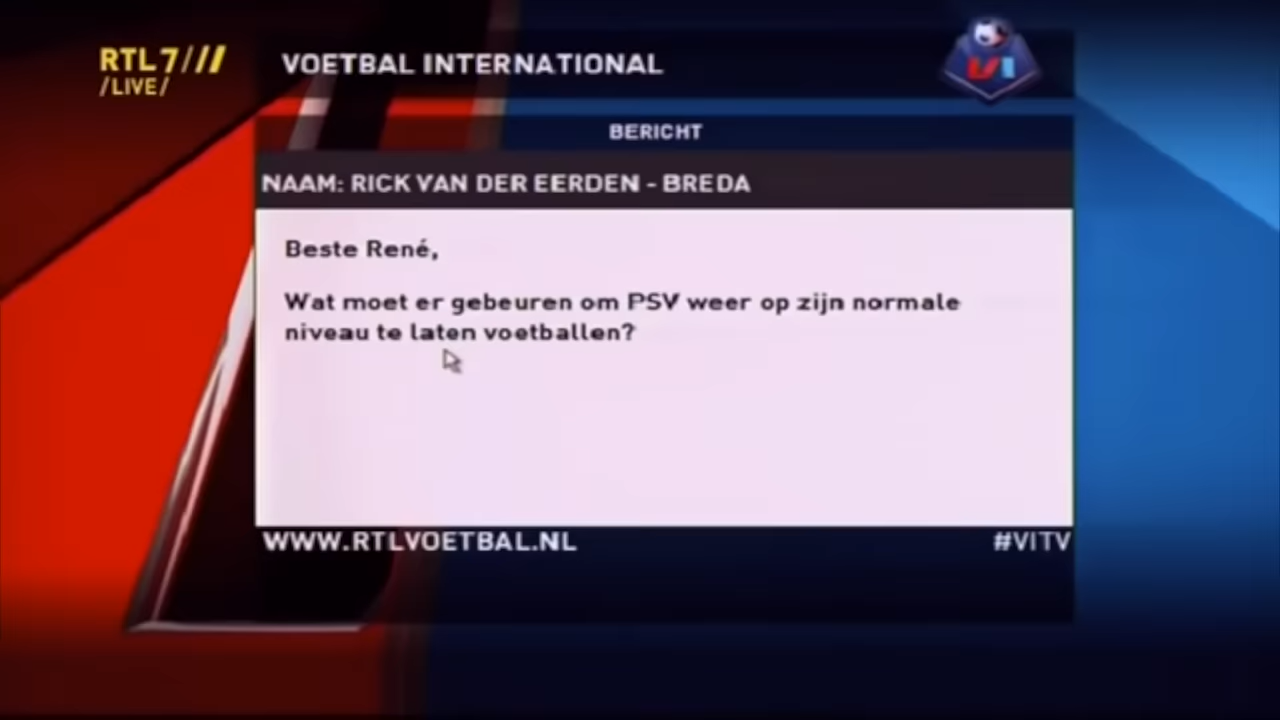 RTL7///
/LIVE/
VOETBAL INTERNATIONAL
VI
BERICHT
NAAM: RICK VAN DER EERDEN - BREDA
Beste René,
Wat moet er gebeuren om PSV weer op zijn normale
niveau te laten voetballen?
WWW.RTLVOETBAL.NL
#VITV